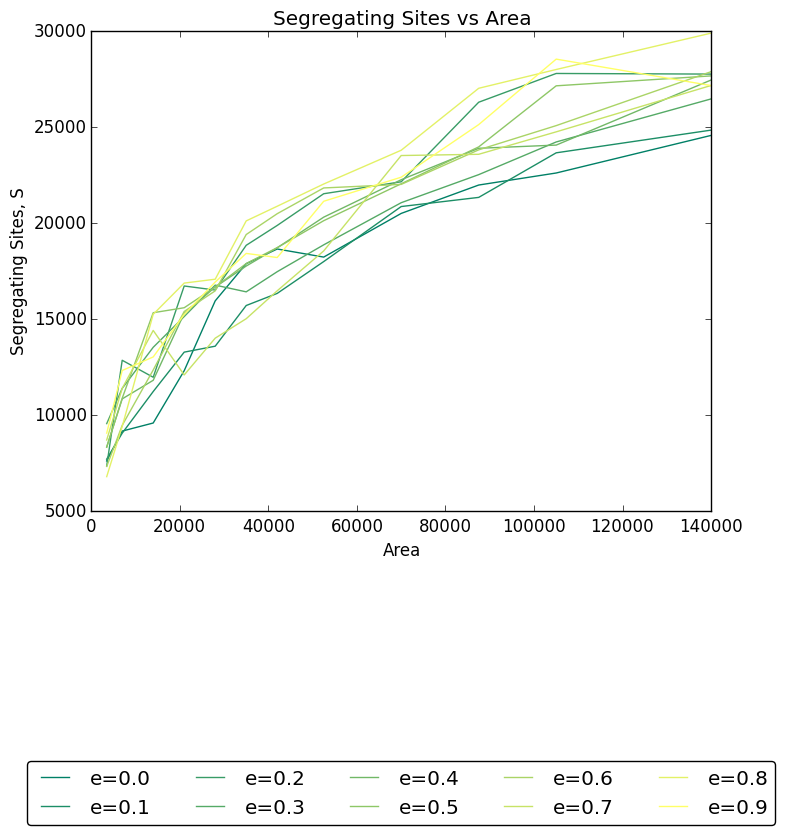 Segregating Sites vs Area
30000
25000
20000
15000
10000
5000
Segregating Sites, S
0 20000 40000 60000 80000 100000 120000 140000
Area
e=0.0 e=0.2 e=0.4 e=0.6 e=0.8
e=0.1 e=0.3 e=0.5 e=0.7 e=0.9